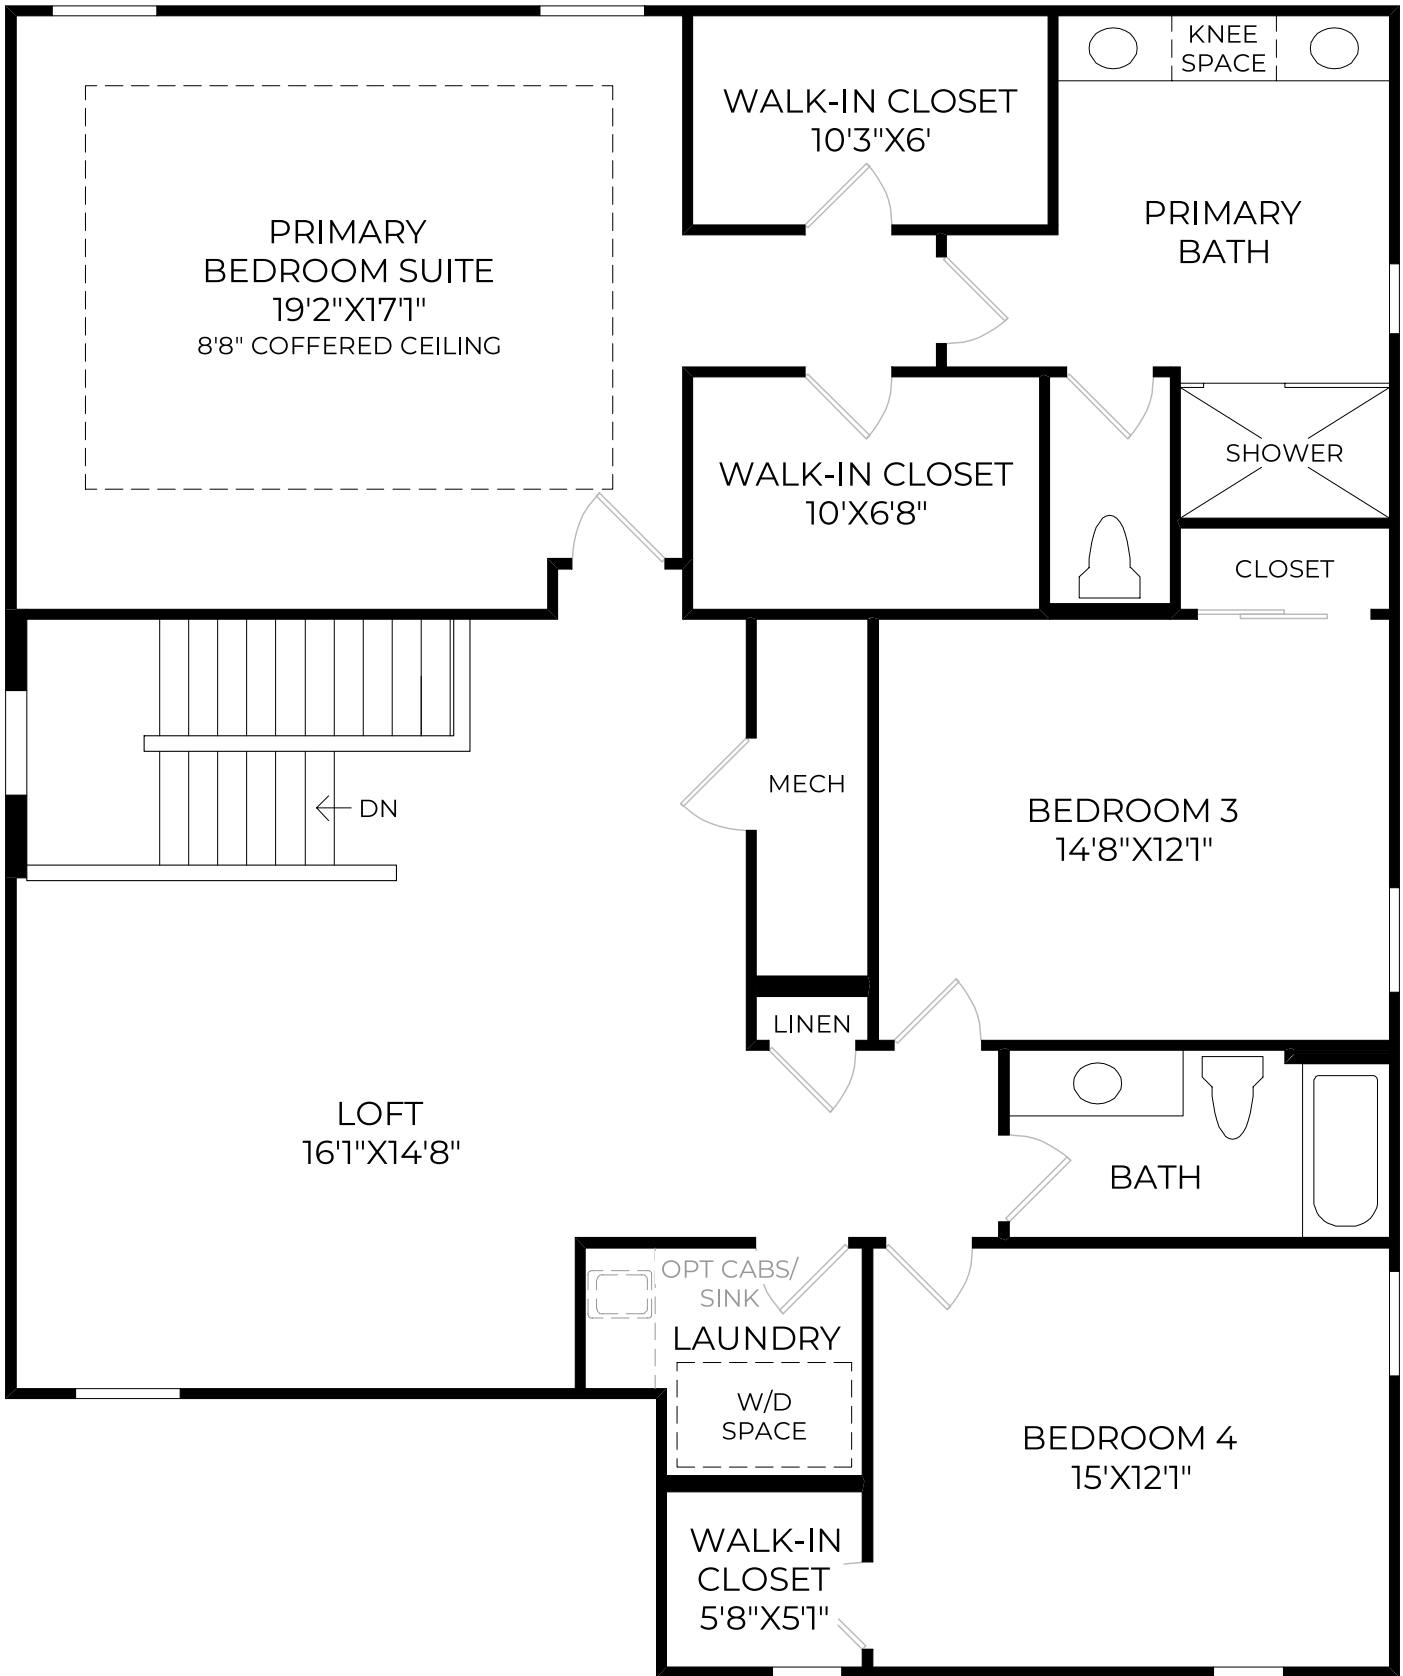 KNEE
SPACE
WALK-IN CLOSET
10'3"X6'
PRIMARY
BATH
PRIMARY
BEDROOM SUITE
19'2"X17'1"
8'8" COFFERED CEILING
WALK-IN CLOSET
10'X6'8"
SHOWER
CLOSET
MECH
DN
BEDROOM 3
14'8"X12'1"
LINEN
LOFT
16'1"X14'8"
BATH
OPT CABS/
SINK
LAUNDRY
W/D
SPACE
BEDROOM 4
15'X12'1"
WALK-IN
CLOSET
5'8"X5'1"